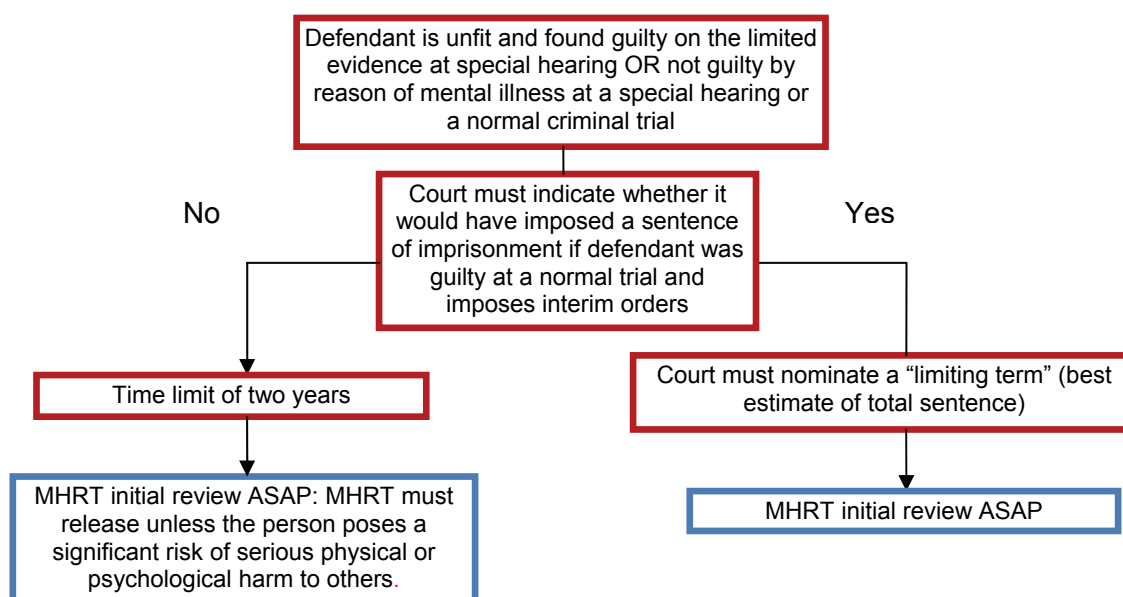 Defendant is unfit and found guilty on the limited
evidence at special hearing OR not guilty by
reason of mental illness at a special hearing or
a normal criminal trial
No
Court must indicate whether it
would have imposed a sentence
of imprisonment if defendant was
guilty at a normal trial and
imposes interim orders
Yes
Time limit of two years
Court must nominate a “limiting term” (best
estimate of total sentence)
MHRT initial review ASAP: MHRT must
release unless the person poses a
significant risk of serious physical or
psychological harm to others.
MHRT initial review ASAP